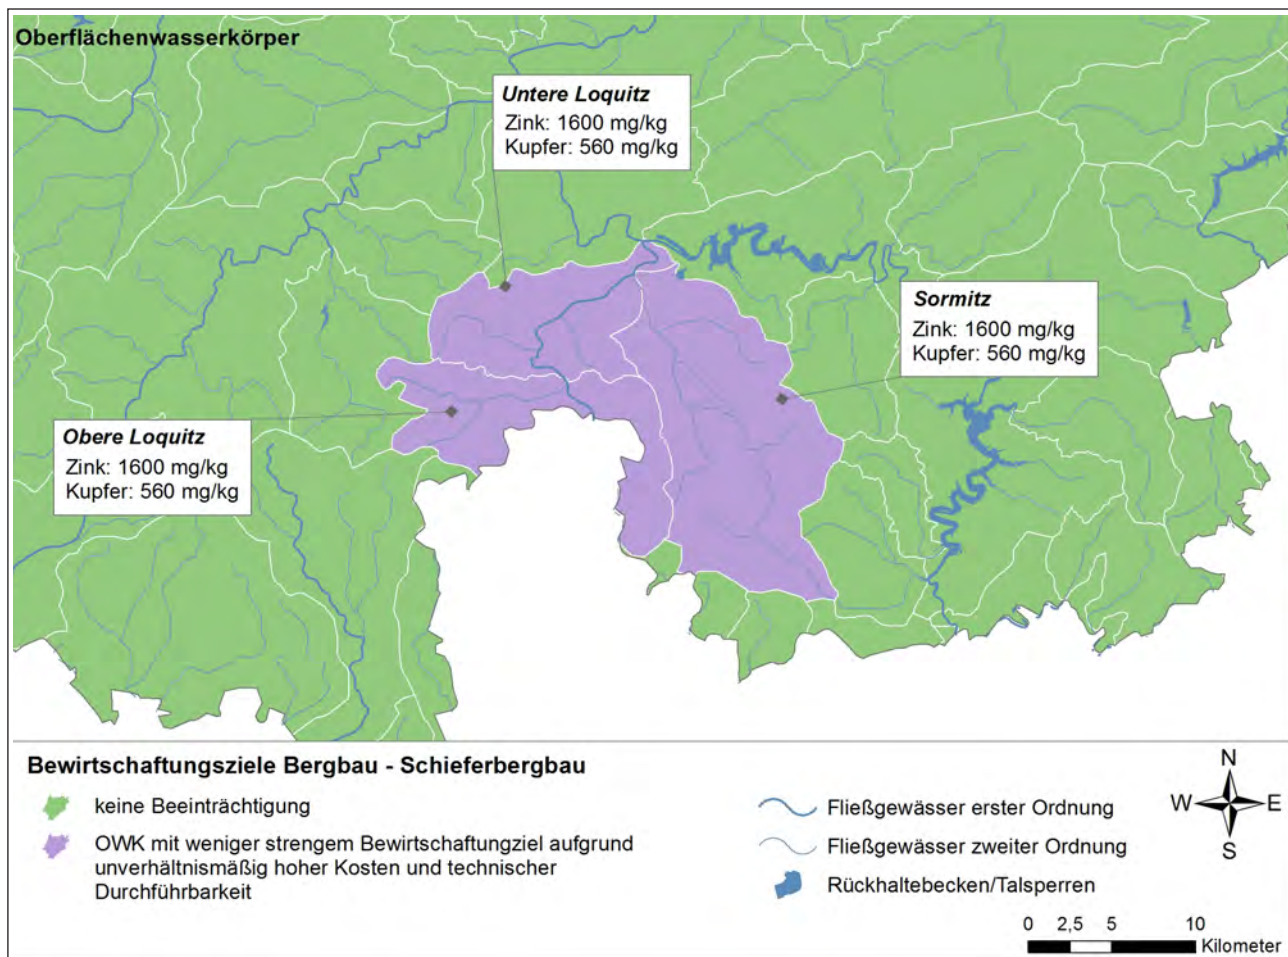 Oberflächenwasserkörper
Untere Loquitz
Zink: 1600 mg/kg
Kupfer: 560 mg/kg
Sormitz
Zink: 1600 mg/kg
Kupfer: 560 mg/kg
Obere Loquitz
Zink: 1600 mg/kg
Kupfer: 560 mg/kg
Bewirtschaftungsziele Bergbau - Schieferbergbau
keine Beeinträchtigung
OWK mit weniger strengem Bewirtschaftungziel aufgrund
unverhältnismäßig hoher Kosten und technischer
Durchführbarkeit
Fließgewässer erster Ordnung
Fließgewässer zweiter Ordnung
Rückhaltebecken/Talsperren
N
W E
S
0 2,5 5 10
Kilometer